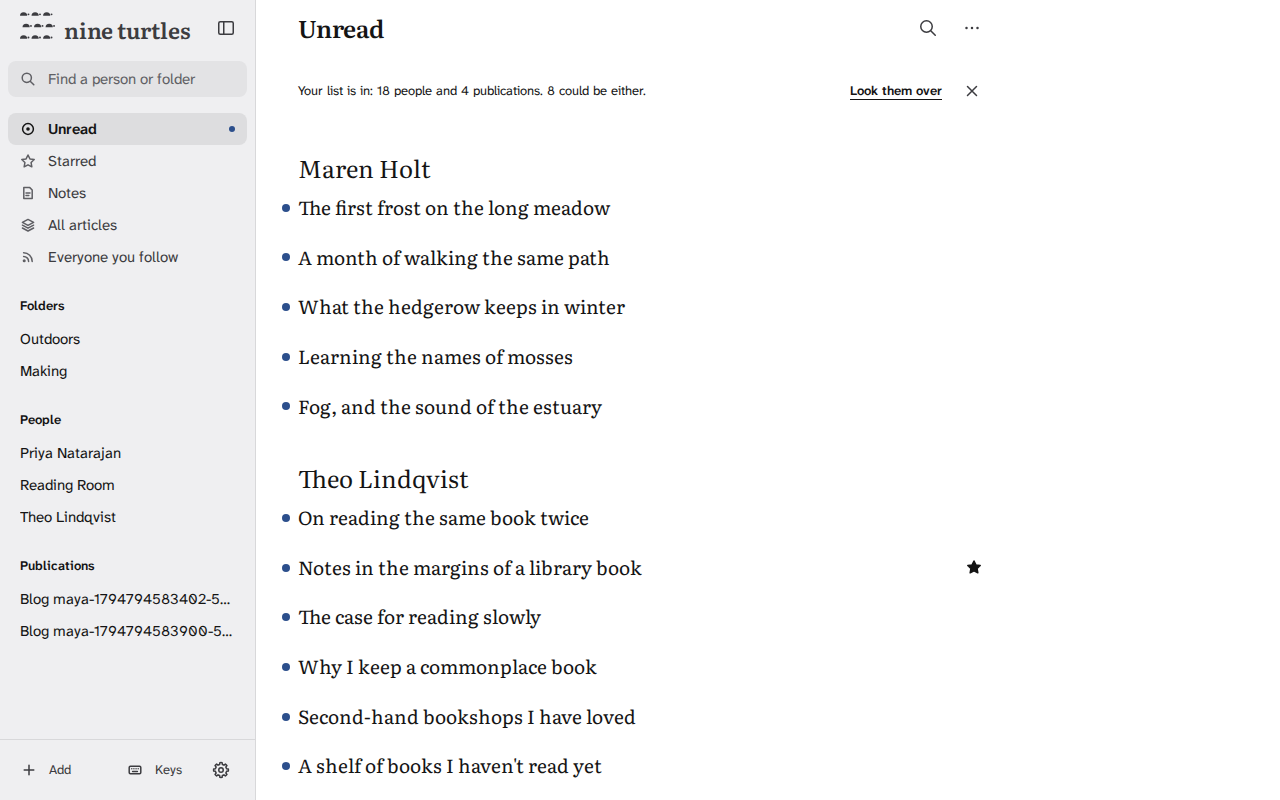 nine turtles
Find a person or folder
Unread
Starred
Notes
All articles
Everyone you follow
Folders
Outdoors
Making
People
Priya Natarajan
Reading Room
Theo Lindqvist
Publications
Blog maya-1794794583402-5...
Blog maya-1794794583900-5...
Add
Keys
Unread
Your list is in: 18 people and 4 publications. 8 could be either.
Look them over
Maren Holt
The first frost on the long meadow
A month of walking the same path
What the hedgerow keeps in winter
Learning the names of mosses
Fog, and the sound of the estuary
Theo Lindqvist
On reading the same book twice
Notes in the margins of a library book
The case for reading slowly
Why I keep a commonplace book
Second-hand bookshops I have loved
A shelf of books I haven't read yet